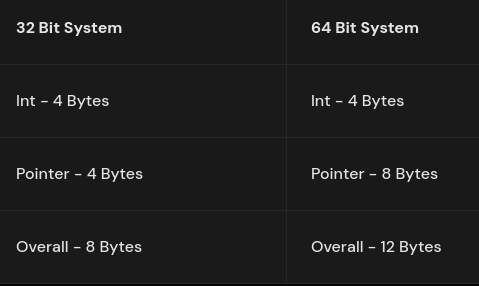 32 Bit System 64 Bit System
Int - 4 Bytes Int - 4 Bytes
Pointer - 4 Bytes Pointer - 8 Bytes
Overall - 8 Bytes Overall - 12 Bytes